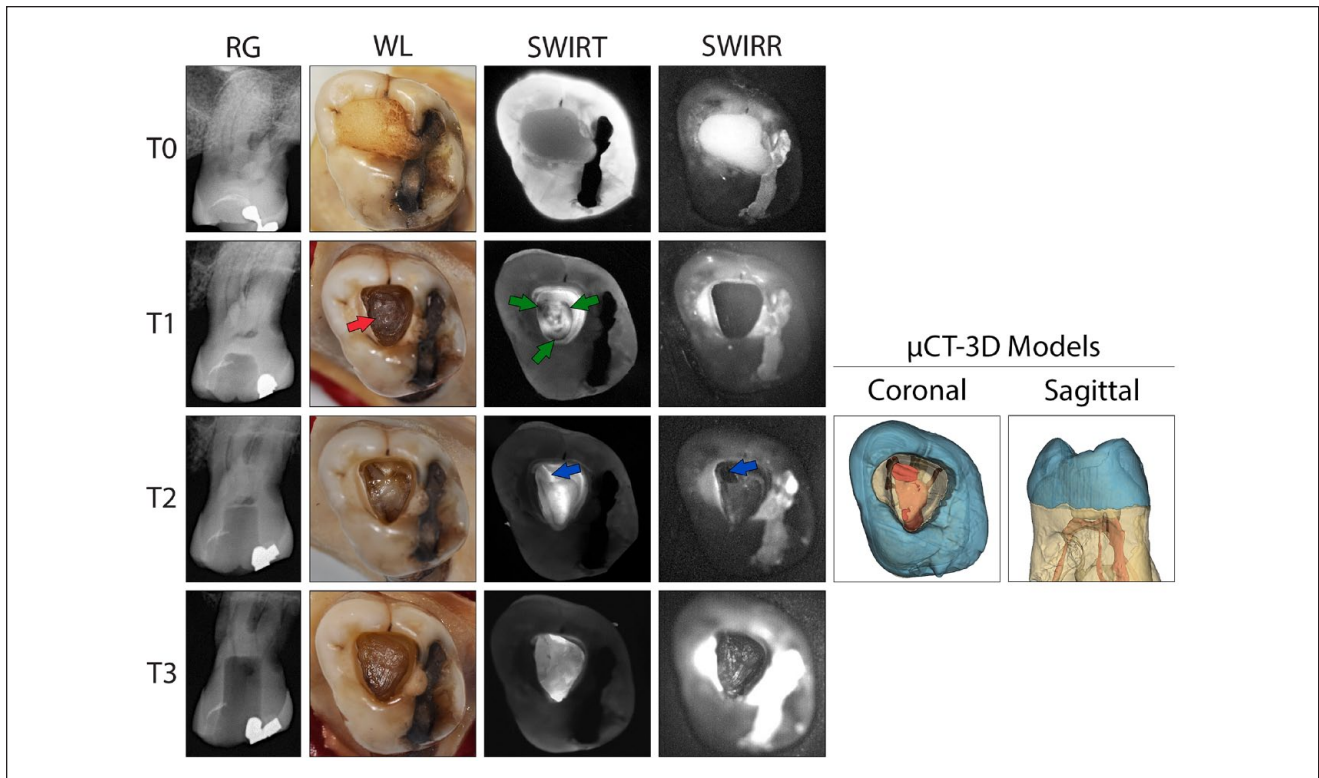 RG WL SWIRT SWIRR
T0
T1
µCT-3D Models
Coronal Sagittal
T2
T3